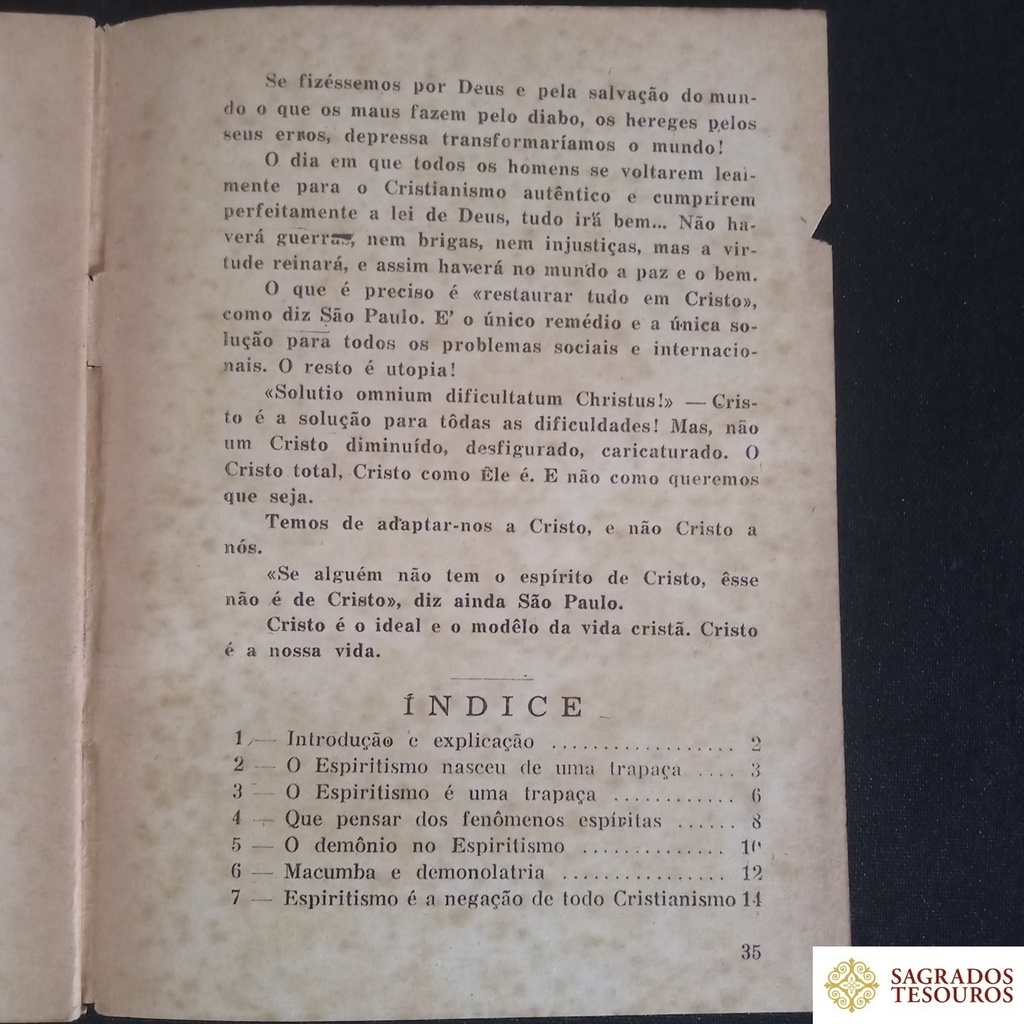 Se fizéssemos por Deus e pela salvação do mun-
do o que os maus fazem pelo diabo, os hereges pelos
seus erros, depressa transformaríamos o mundo!
O dia em que todos os homens se voltarem leal-
mente para o Cristianismo autêntico e cumprirem
perfeitamente a lei de Deus, tudo irá bem... Não ha-
verá guerras, nem brigas, nem injustiças, mas a vir-
tude reinará, e assim haverá no mundo a paz e o bem.
O que é preciso é «restaurar tudo em Cristo»,
como diz São Paulo. E' o único remédio e a única so-
lução para todos os problemas sociais e internacio-
nais. O resto é utopia!
«Solutio omnium dificultatum Christus!» — Cris-
to é a solução para tôdas as dificuldades! Mas, não
um Cristo diminuído, desfigurado, caricaturado. O
Cristo total, Cristo como Êle é. E não como queremos
que seja.
Temos de adaptar-nos a Cristo, e não Cristo a
nós.
«Se alguém não tem o espírito de Cristo, êsse
não é de Cristo», diz ainda São Paulo.
Cristo é o ideal e o modêlo da vida cristã. Cristo
é a nossa vida.
ÍNDICE
1 — Introdução e explicação .................. 2
2 — O Espiritismo nasceu de uma trapaça .... 3
3 — O Espiritismo é uma trapaça ............ 6
4 — Que pensar dos fenômenos espíritas ...... 8
5 — O demônio no Espiritismo .............. 10
6 — Macumba e demonolatria ................ 12
7 — Espiritismo é a negação de todo Cristianismo 14
35
SAGRADOS
TESOUROS